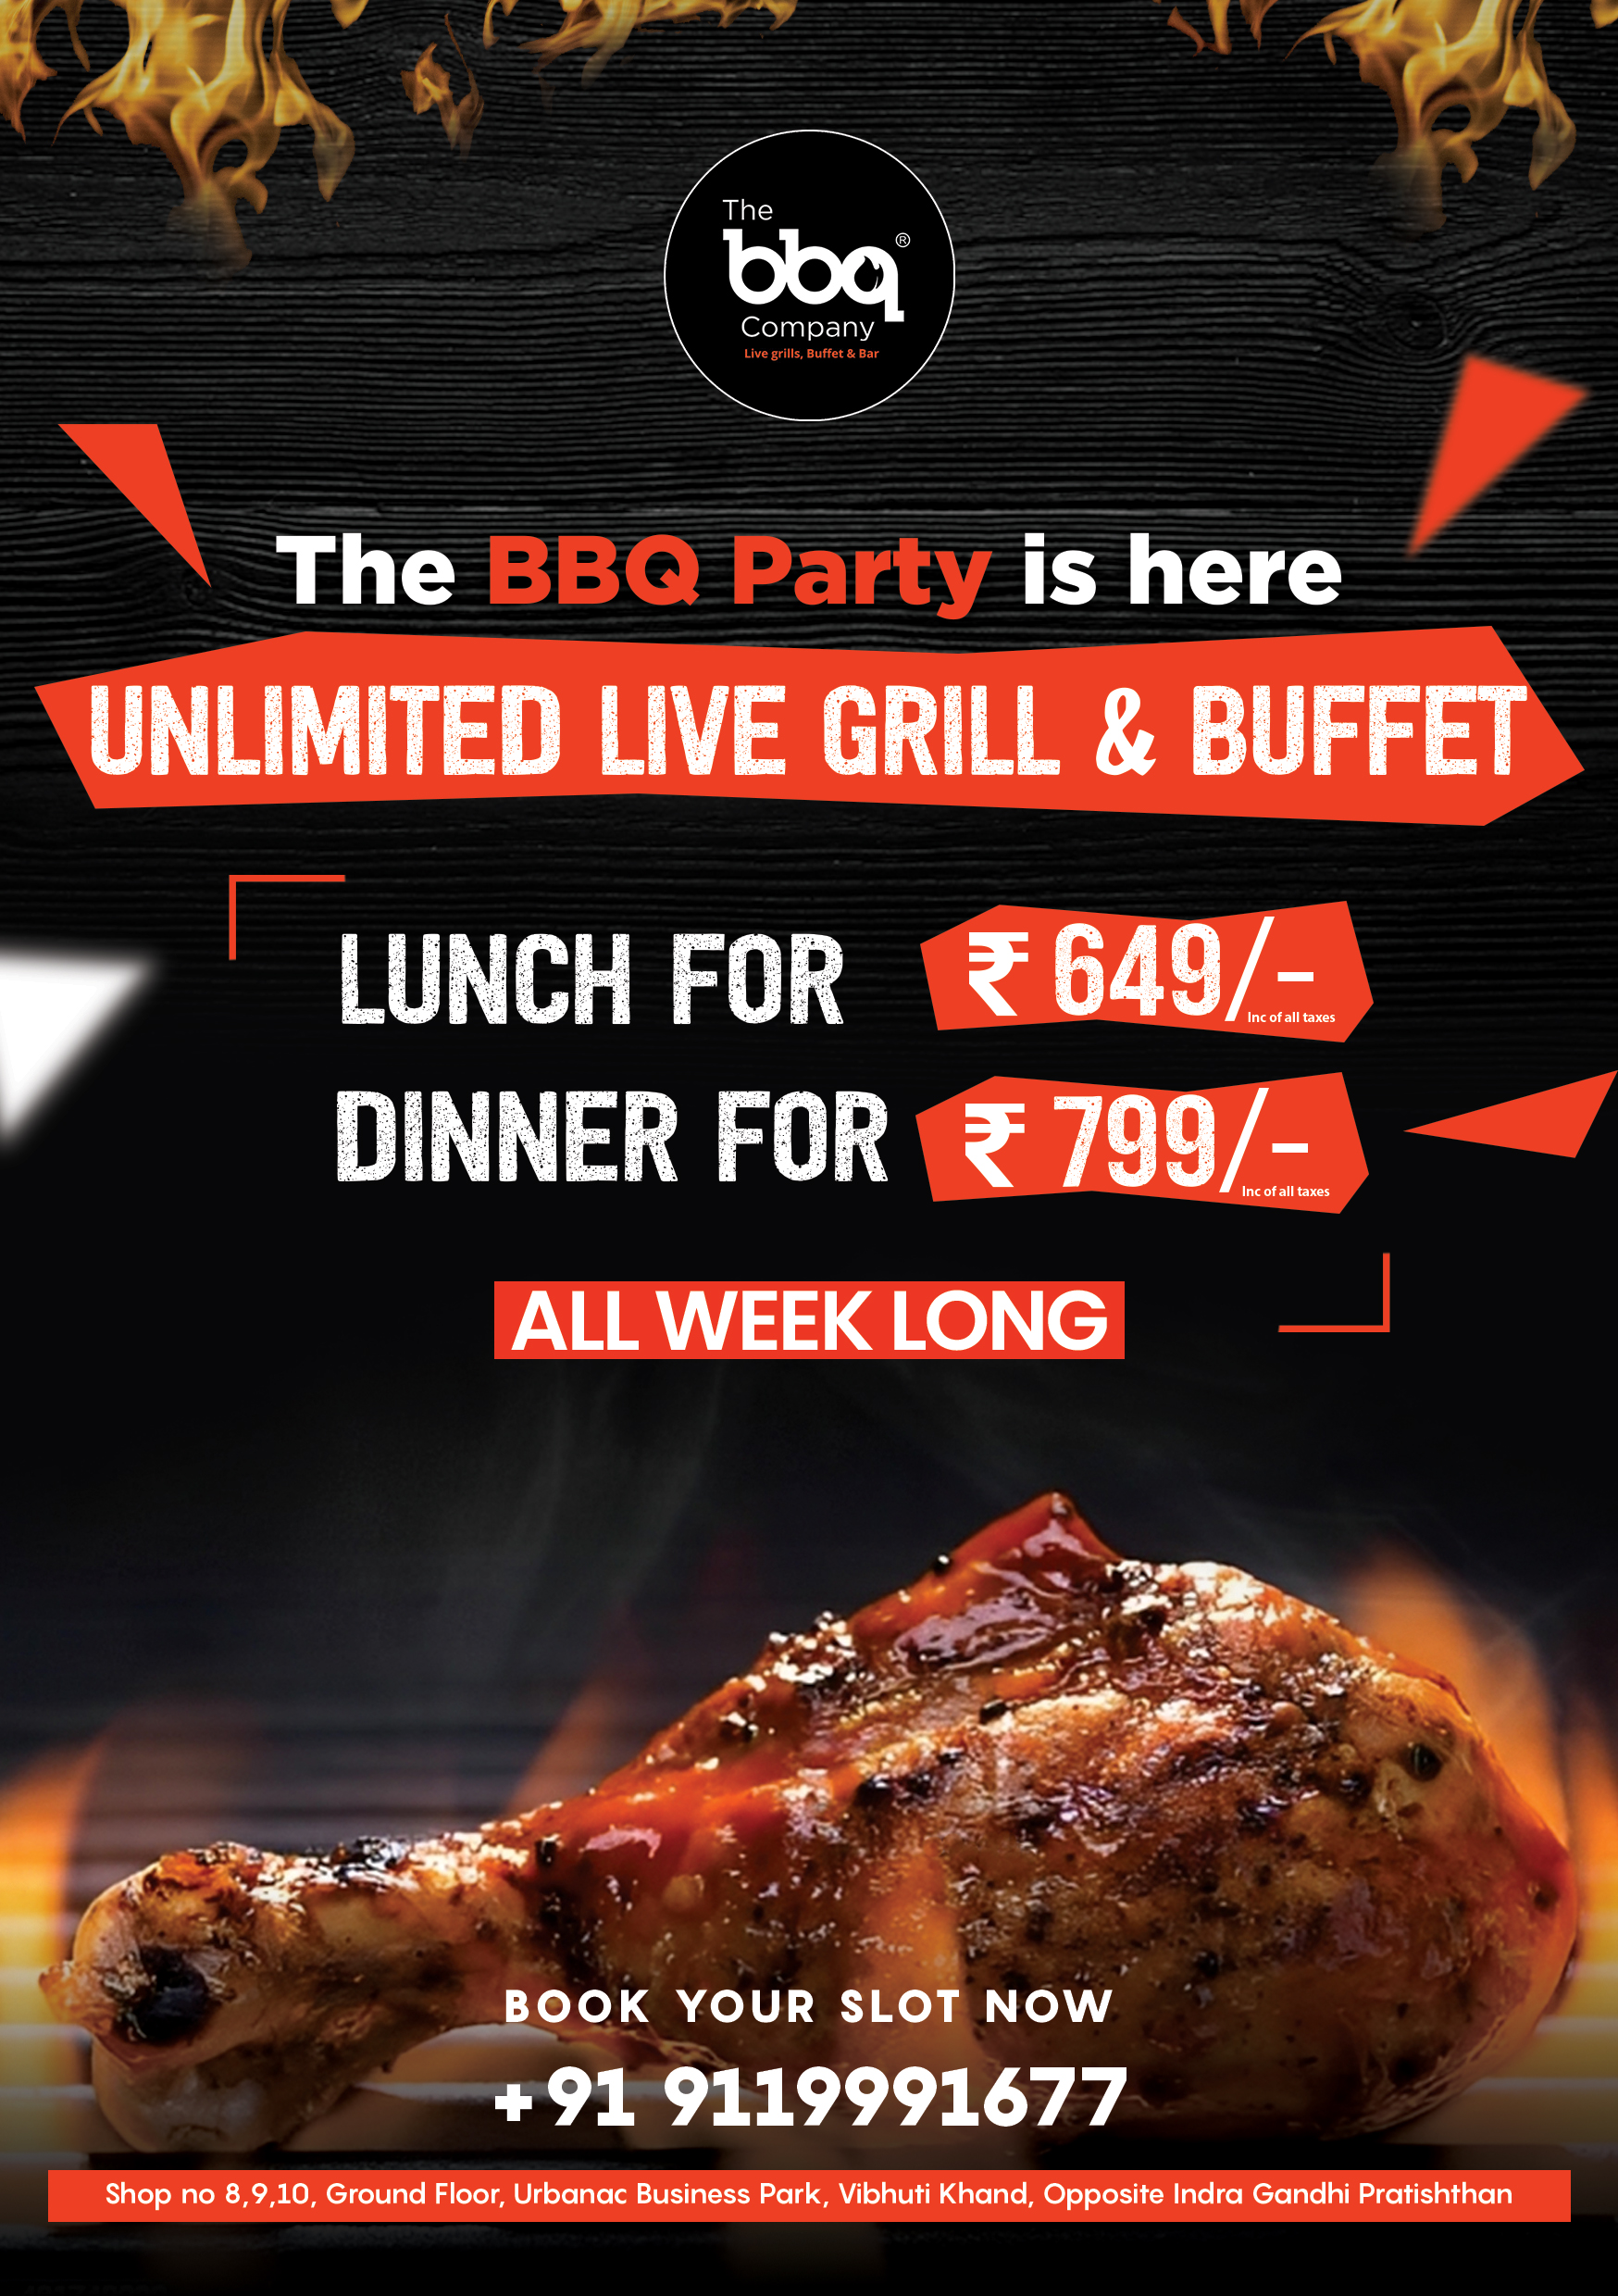 The
bbq®
Company
Live grills, Buffet & Bar
The BBQ Party is here
UNLIMITED LIVE GRILL & BUFFET
LUNCH FOR ₹ 649/-
Inc of all taxes
DINNER FOR ₹ 799/-
Inc of all taxes
ALL WEEK LONG
BOOK YOUR SLOT NOW
+91 9119991677
Shop no 8,9,10, Ground Floor, Urbanac Business Park, Vibhuti Khand, Opposite Indra Gandhi Pratishthan